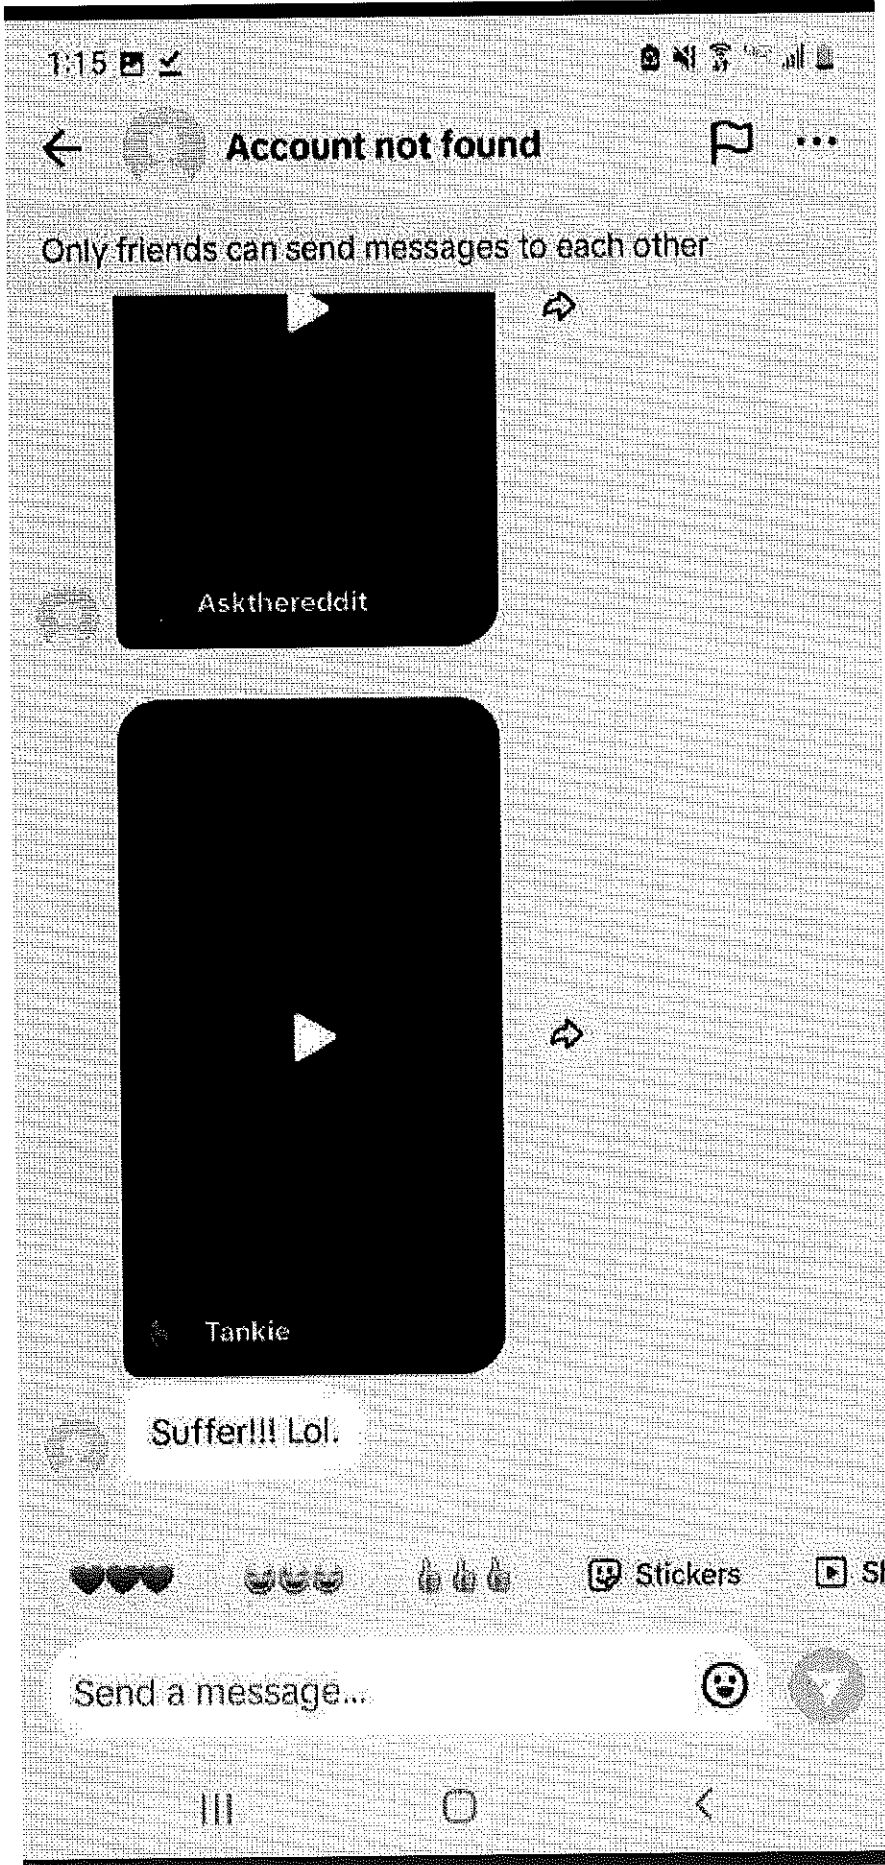 1:15
Account not found
Only friends can send messages to each other
Askthereddit
Tankie
Suffer!!! Lol.
Stickers
Send a message...